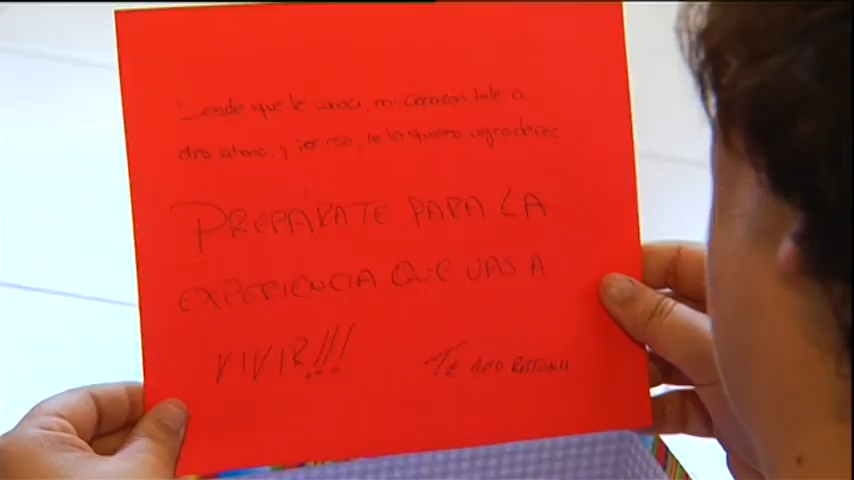 Desde que te conocí, mi corazón late a
otro ritmo, y por eso, te lo quiero agradecer
PREPÁRATE PARA LA
EXPERIENCIA QUE VAS A
VIVIR!!!
TE AMO